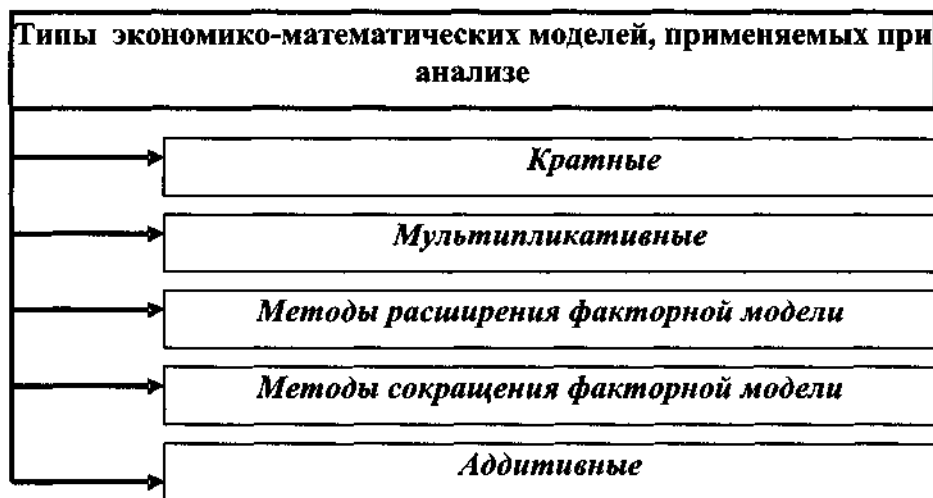 Типы экономико-математических моделей, применяемых при
анализе
Кратные
Мультипликативные
Методы расширения факторной модели
Методы сокращения факторной модели
Аддитивные